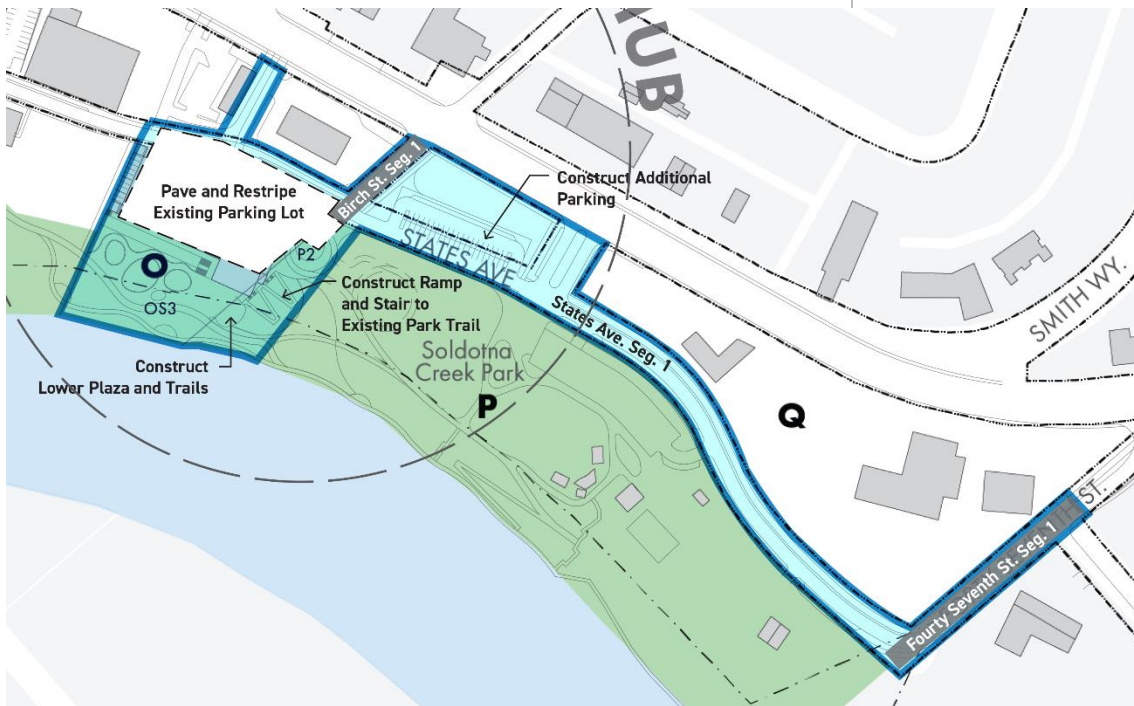 HUB
Pave and Restripe
Existing Parking Lot
Birch St. Seg. 1
Construct Additional
Parking
STATES AVE
P2
O
OS3
Construct Ramp
and Stair to
Existing Park Trail
States Ave. Seg. 1
SMITH WY.
Soldotna
Creek Park
Construct
Lower Plaza and Trails
P
Q
ST.
Fourty Seventh St. Seg. 1